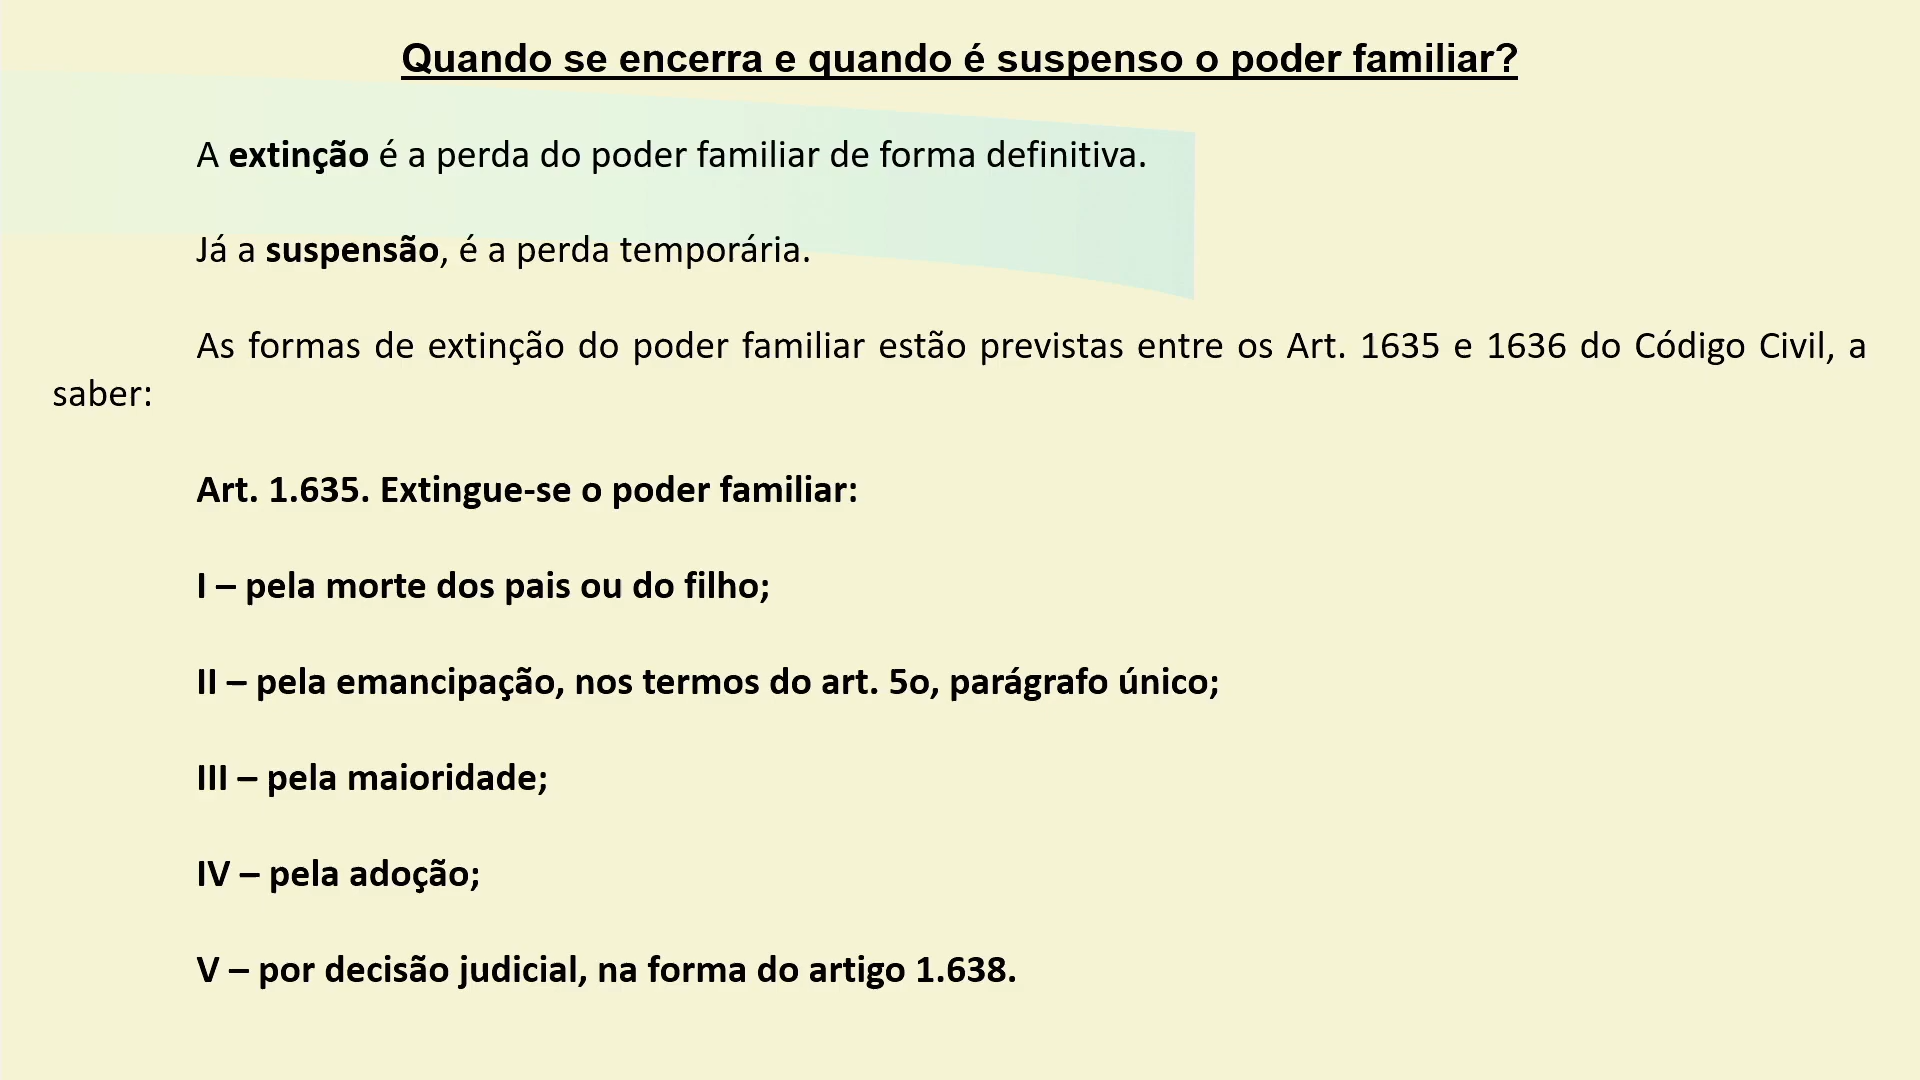 Quando se encerra e quando é suspenso o poder familiar?
A extinção é a perda do poder familiar de forma definitiva.
Já a suspensão, é a perda temporária.
As formas de extinção do poder familiar estão previstas entre os Art. 1635 e 1636 do Código Civil, a
saber:
Art. 1.635. Extingue-se o poder familiar:
I – pela morte dos pais ou do filho;
II – pela emancipação, nos termos do art. 5o, parágrafo único;
III – pela maioridade;
IV – pela adoção;
V – por decisão judicial, na forma do artigo 1.638.